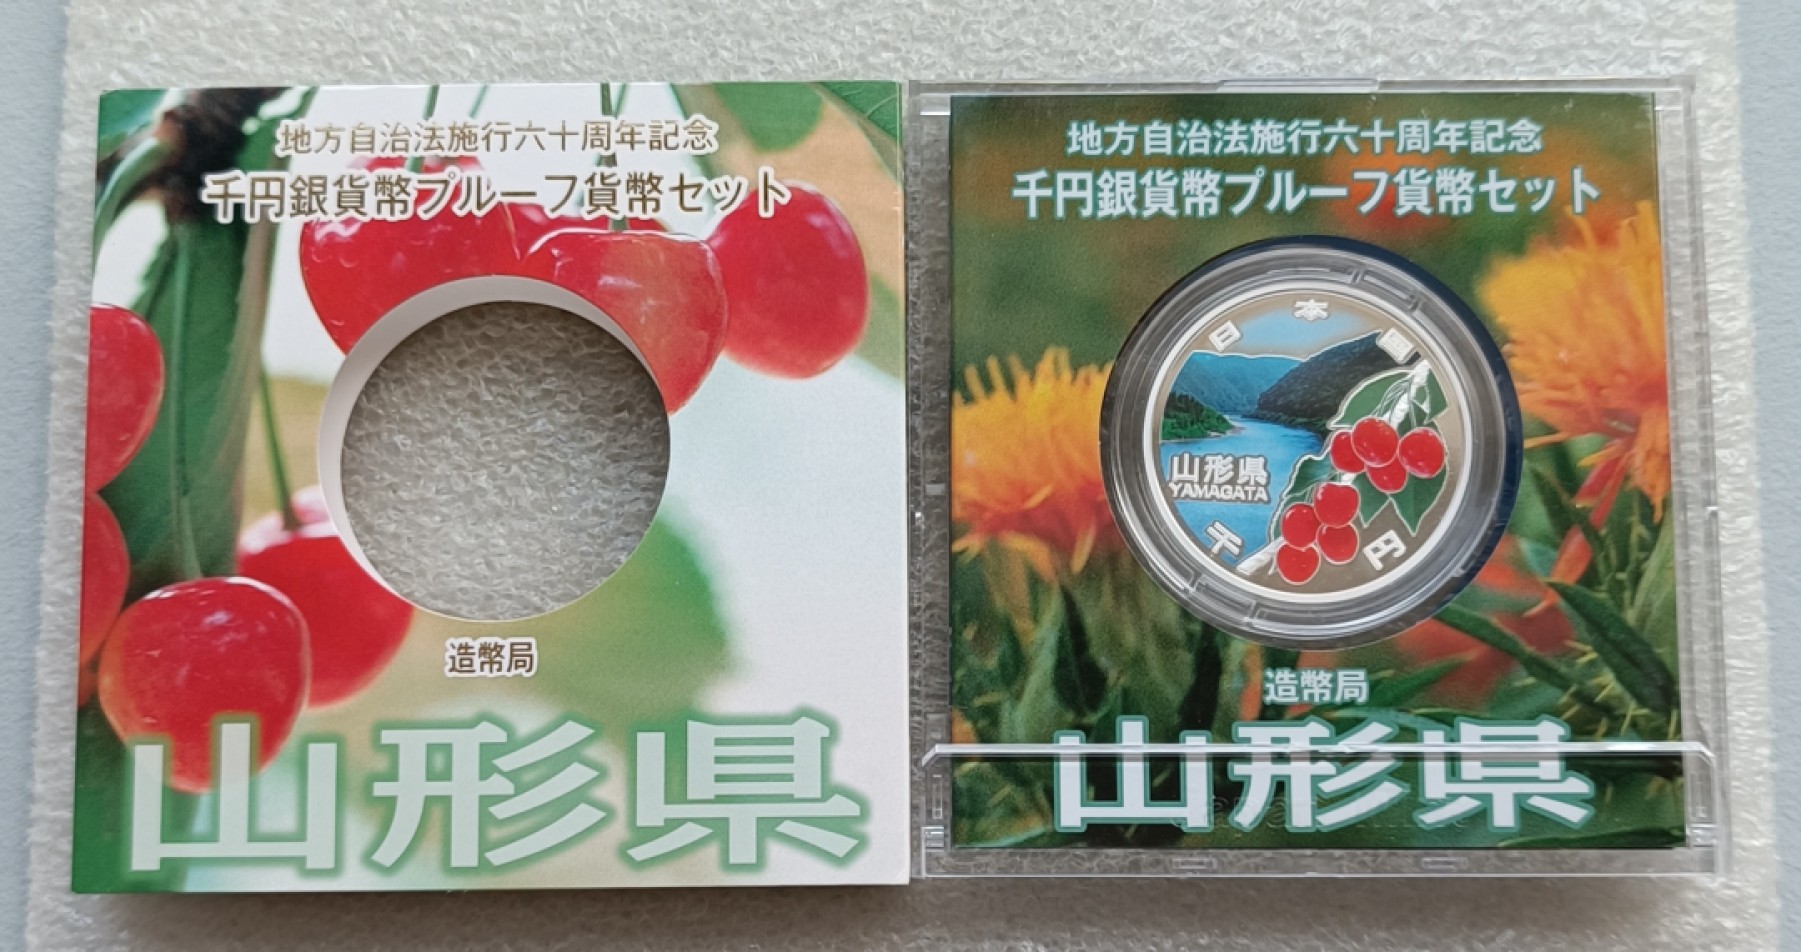 地方自治法施行六十周年記念
千円銀貨幣プルーフ貨幣セット
造幣局
山形県
地方自治法施行六十周年記念
千円銀貨幣プルーフ貨幣セット
日本国
山形県
YAMAGATA
千円
造幣局
山形県